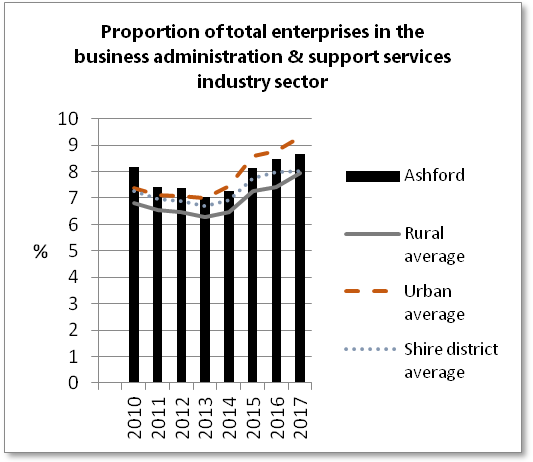 Proportion of total enterprises in the
business administration & support services
industry sector
10
9
8
7
6
5
4
3
2
1
0
%
2010
2011
2012
2013
2014
2015
2016
2017
Ashford
Rural
average
Urban
average
Shire district
average